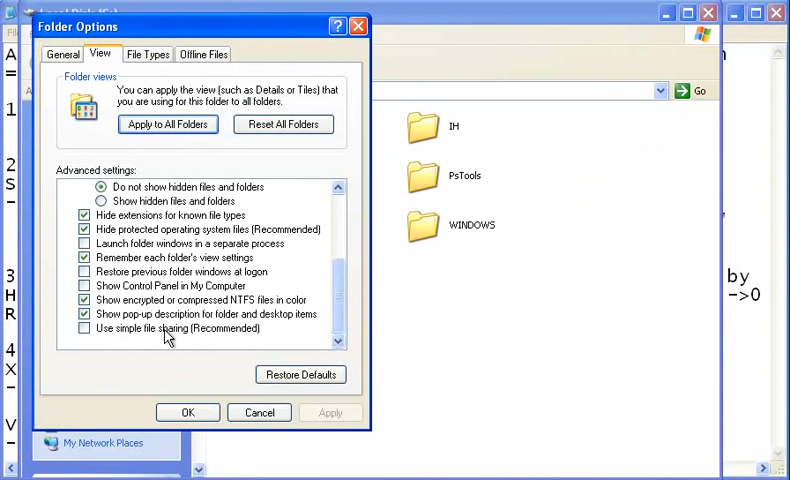 Local Disk (C:)
Folder Options
General View File Types Offline Files
Folder views
You can apply the view (such as Details or Tiles) that
you are using for this folder to all folders.
Apply to All Folders Reset All Folders
Advanced settings:
Do not show hidden files and folders
Show hidden files and folders
Hide extensions for known file types
Hide protected operating system files (Recommended)
Launch folder windows in a separate process
Remember each folder's view settings
Restore previous folder windows at logon
Show Control Panel in My Computer
Show encrypted or compressed NTFS files in color
Show pop-up description for folder and desktop items
Use simple file sharing (Recommended)
Restore Defaults
OK Cancel Apply
My Network Places
Go
IH
PsTools
WINDOWS
A
=
1
2
S
-
3
H
R
4
X
-
V
-
by
->0